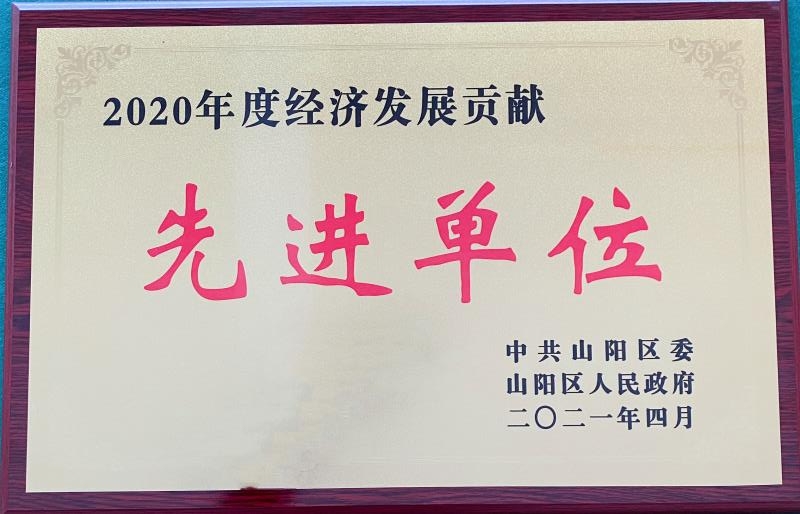 2020年度经济发展贡献
先进单位
中共山阳区委
山阳区人民政府
二〇二一年四月